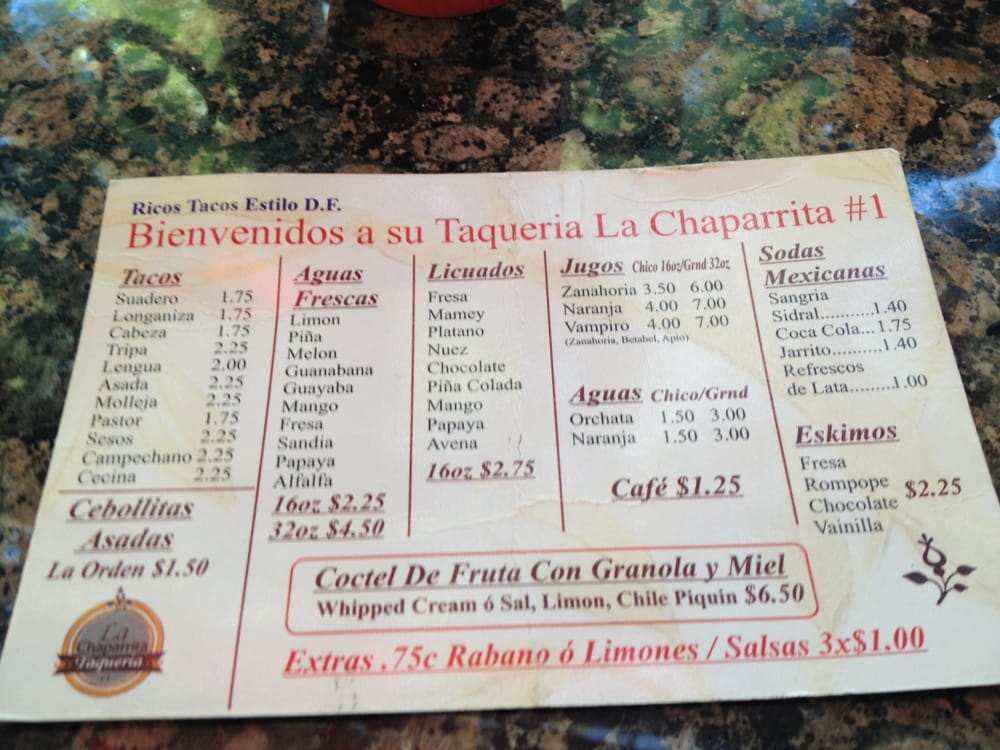 Ricos Tacos Estilo D.F.
Bienvenidos a su Taqueria La Chaparrita #1
Tacos
Suadero 1.75
Longaniza 1.75
Cabeza 1.75
Tripa 2.25
Lengua 2.00
Asada 2.25
Molleja 2.25
Pastor 1.75
Sesos 2.25
Campechano 2.25
Cecina 2.25
Cebollitas
Asadas
La Orden $1.50
La
Chaparrita
Taqueria
Aguas
Frescas
Limon
Piña
Melon
Guanabana
Guayaba
Mango
Fresa
Sandia
Papaya
Alfalfa
16oz $2.25
32oz $4.50
Licuados
Fresa
Mamey
Platano
Nuez
Chocolate
Piña Colada
Mango
Papaya
Avena
16oz $2.75
Jugos Chico 16oz/Grnd 32oz
Zanahoria 3.50 6.00
Naranja 4.00 7.00
Vampiro 4.00 7.00
(Zanahoria, Betabel, Apio)
Aguas Chico/Grnd
Orchata 1.50 3.00
Naranja 1.50 3.00
Café $1.25
Sodas
Mexicanas
Sangria
Sidral..........1.40
Coca Cola...1.75
Jarrito..........1.40
Refrescos
de Lata.........1.00
Eskimos
Fresa
Rompope
Chocolate $2.25
Vainilla
Coctel De Fruta Con Granola y Miel
Whipped Cream ó Sal, Limon, Chile Piquin $6.50
Extras .75c Rabano ó Limones / Salsas 3x$1.00